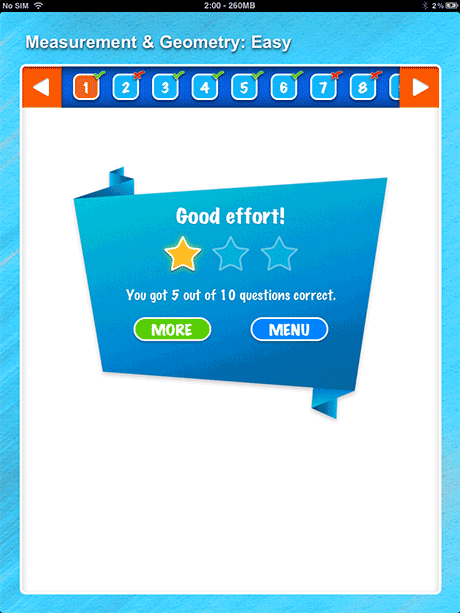 No SIM 2:00 - 260MB 2%
Measurement & Geometry: Easy
1 2 3 4 5 6 7 8
Good effort!
You got 5 out of 10 questions correct.
MORE MENU